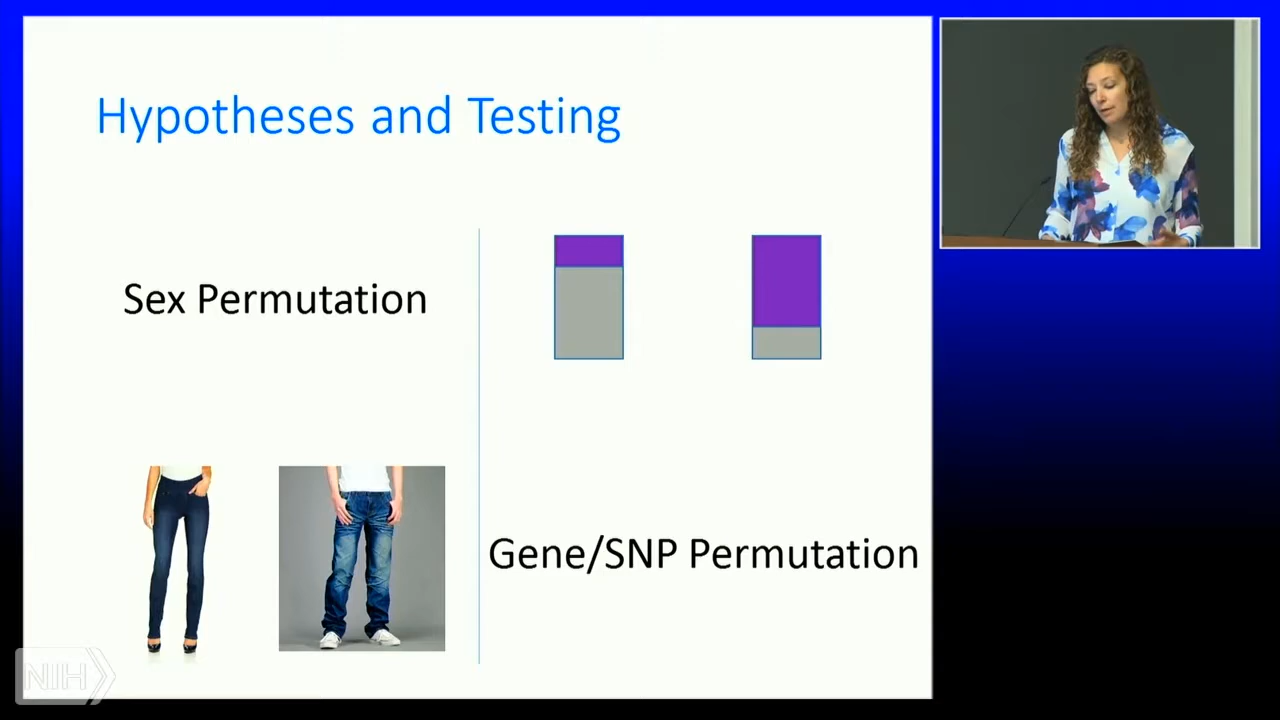 Hypotheses and Testing
Sex Permutation
Gene/SNP Permutation
NIH